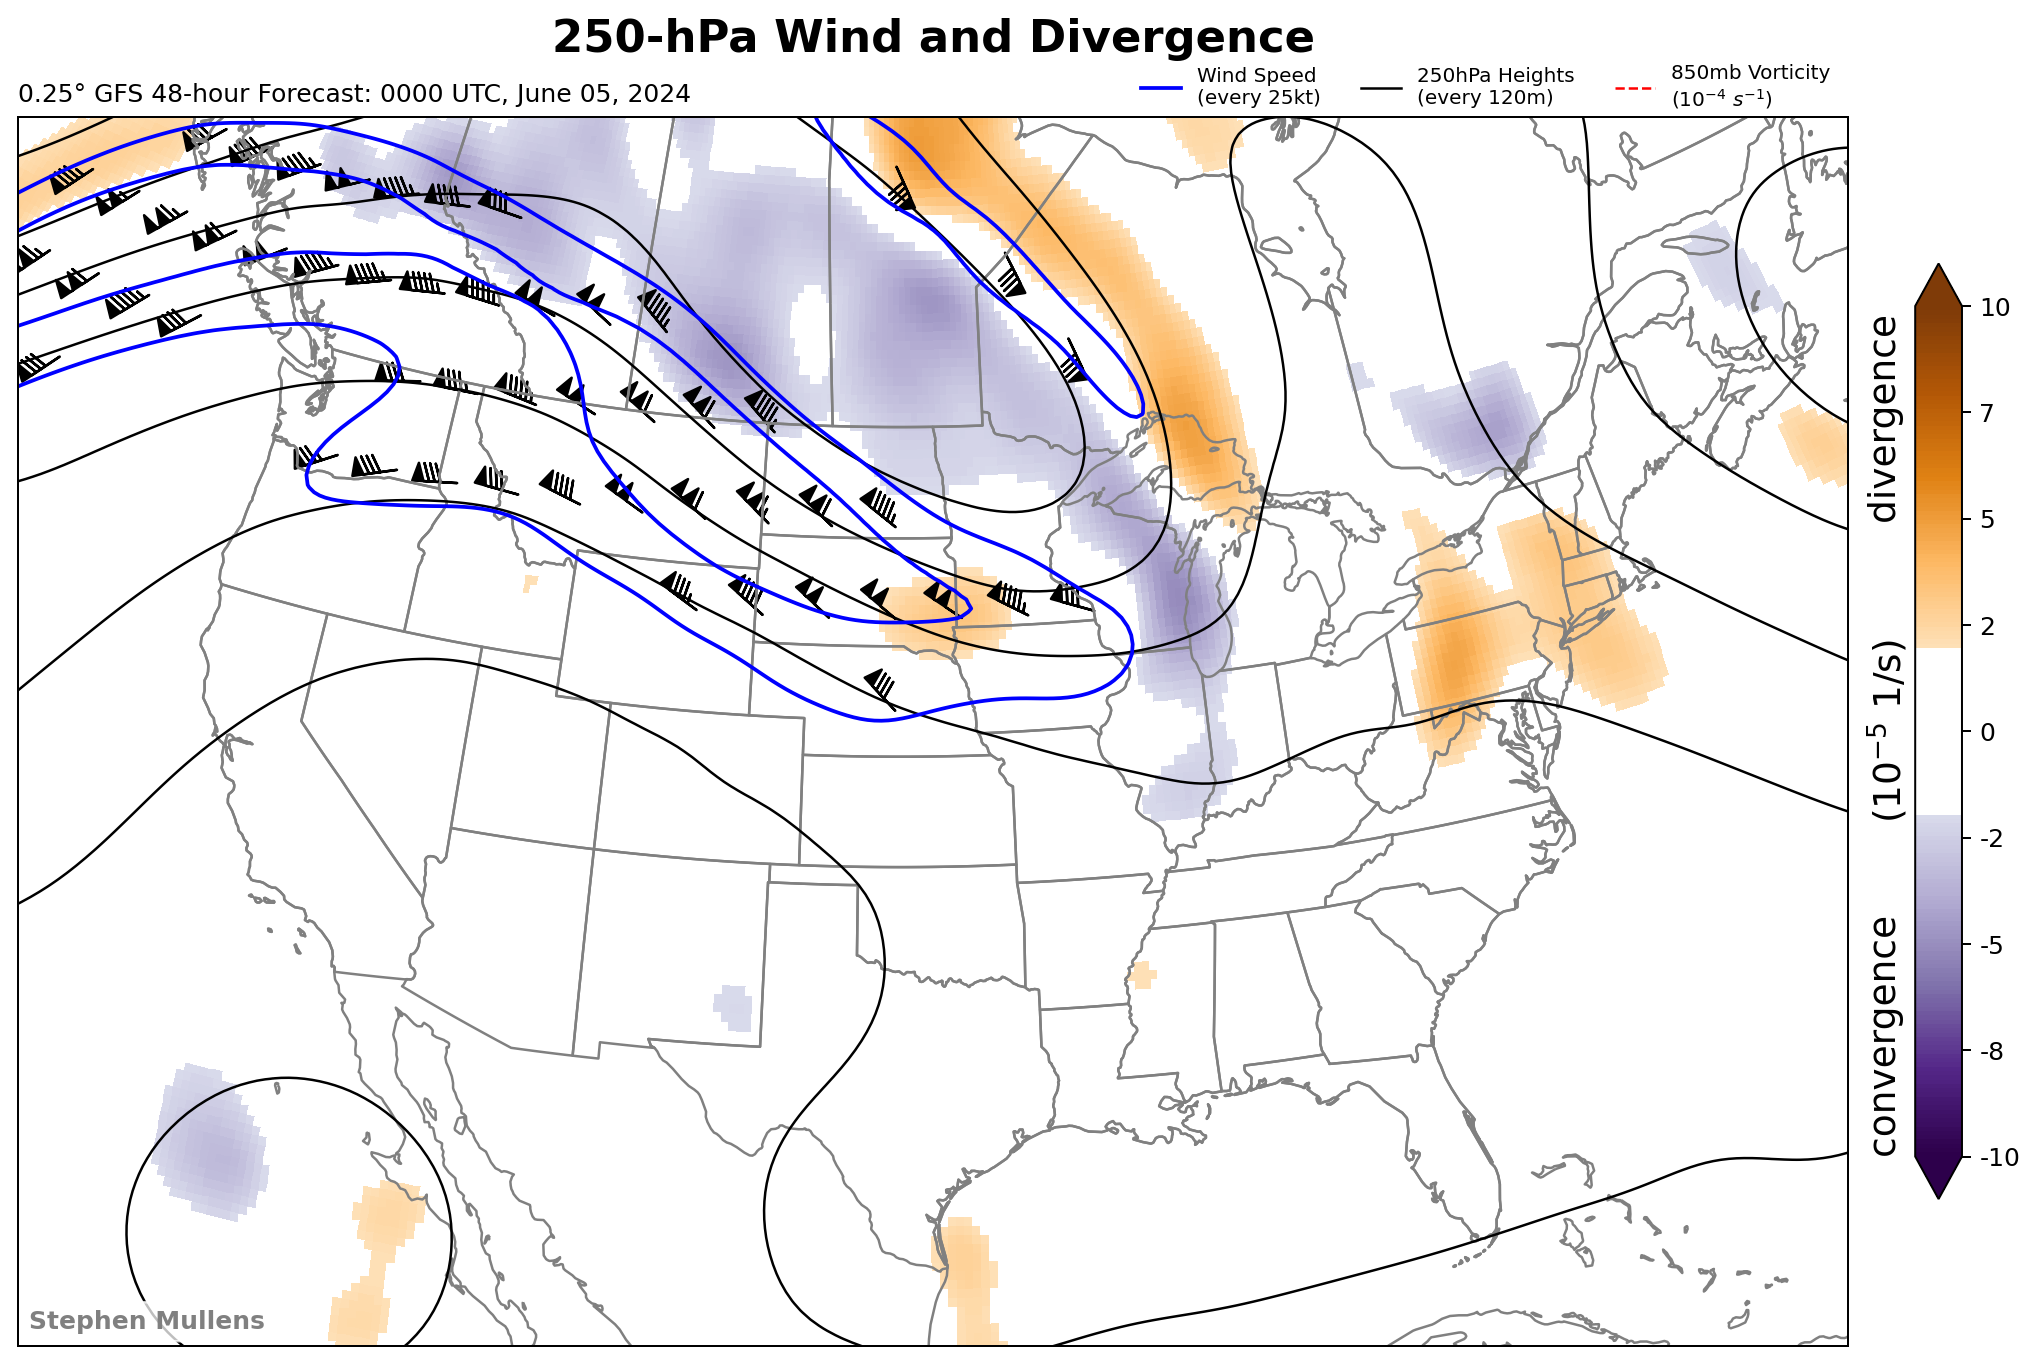 250-hPa Wind and Divergence
0.25° GFS 48-hour Forecast: 0000 UTC, June 05, 2024
Wind Speed
(every 25kt)
250hPa Heights
(every 120m)
850mb Vorticity
(10⁻⁴ s⁻¹)
10
7
5
2
0
-2
-5
-8
-10
convergence (10⁻⁵ 1/s) divergence
Stephen Mullens